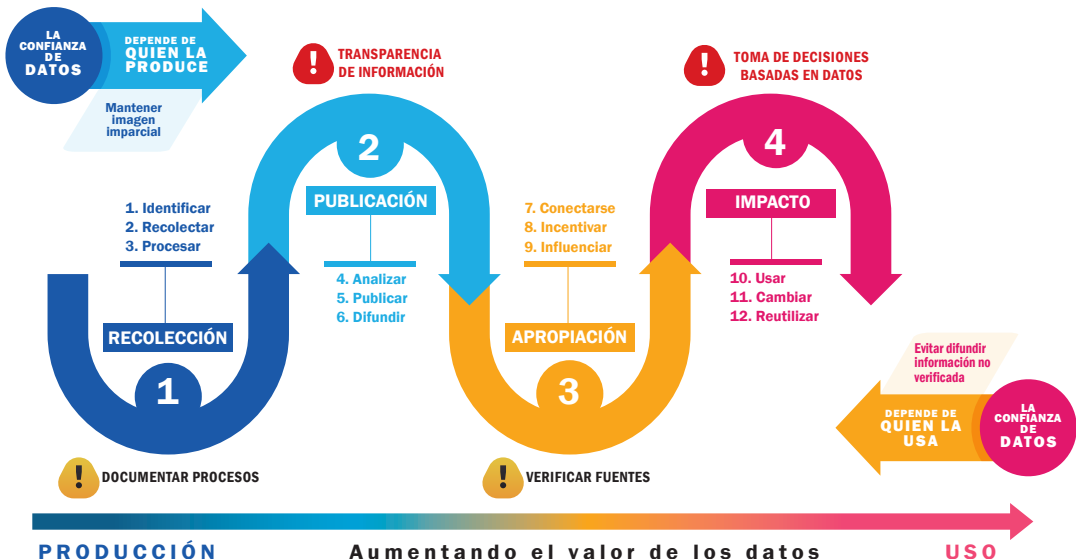 LA
CONFIANZA
DE
DATOS
DEPENDE DE
QUIEN LA
PRODUCE
Mantener
imagen
imparcial
!
TRANSPARENCIA
DE INFORMACIÓN
!
TOMA DE DECISIONES
BASADAS EN DATOS
2
PUBLICACIÓN
4. Analizar
5. Publicar
6. Difundir
4
IMPACTO
10. Usar
11. Cambiar
12. Reutilizar
1. Identificar
2. Recolectar
3. Procesar
RECOLECCIÓN
1
7. Conectarse
8. Incentivar
9. Influenciar
APROPIACIÓN
3
Evitar difundir
información no
verificada
DEPENDE DE
QUIEN LA
USA
LA
CONFIANZA
DE
DATOS
!
DOCUMENTAR PROCESOS
!
VERIFICAR FUENTES
PRODUCCIÓN
Aumentando el valor de los datos
USO